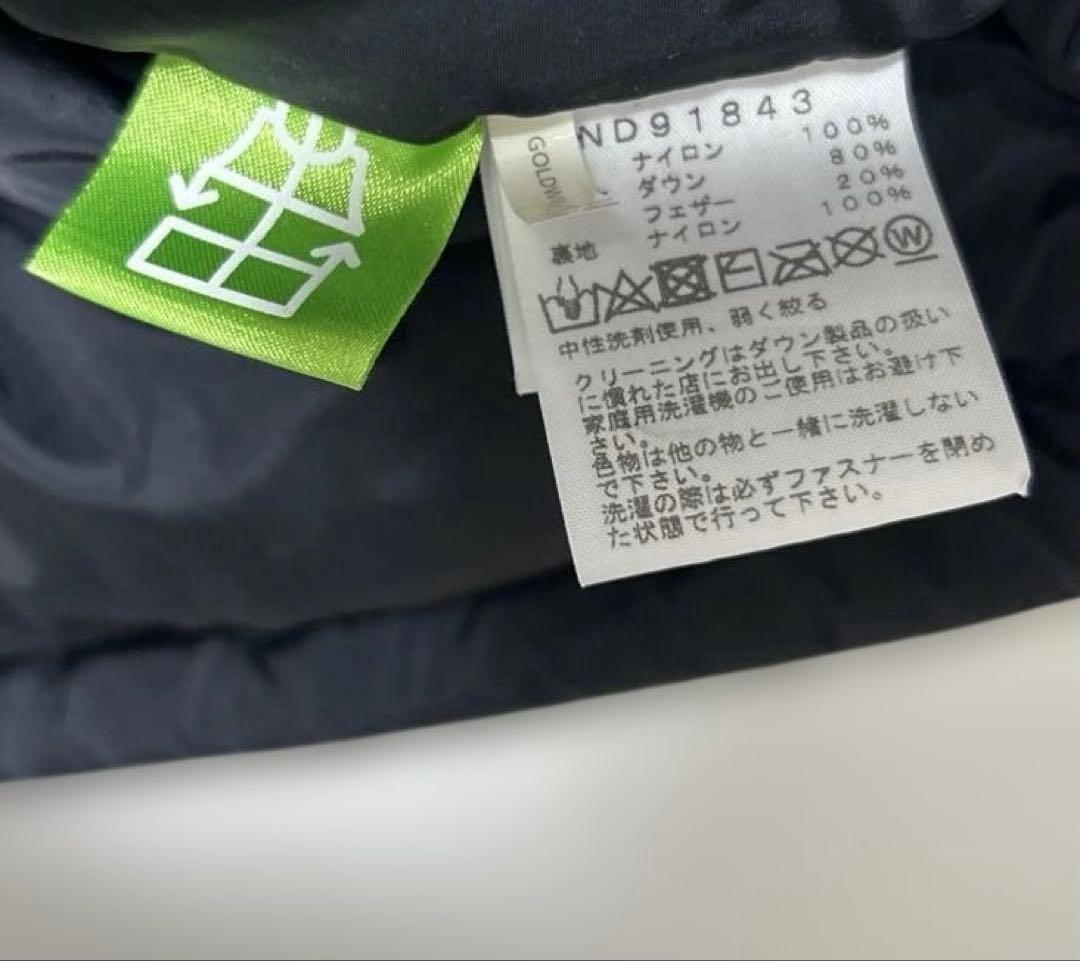 ND91843
GOLDW
ナイロン 100%
ダウン 80%
フェザー 20%
裏地 ナイロン 100%
W
中性洗剤使用、弱く絞る
クリーニングはダウン製品の扱い
に慣れた店にお出し下さい。
家庭用洗濯機のご使用はお避け下
さい。
色物は他の物と一緒に洗濯しない
で下さい。
洗濯の際は必ずファスナーを閉め
た状態で行って下さい。